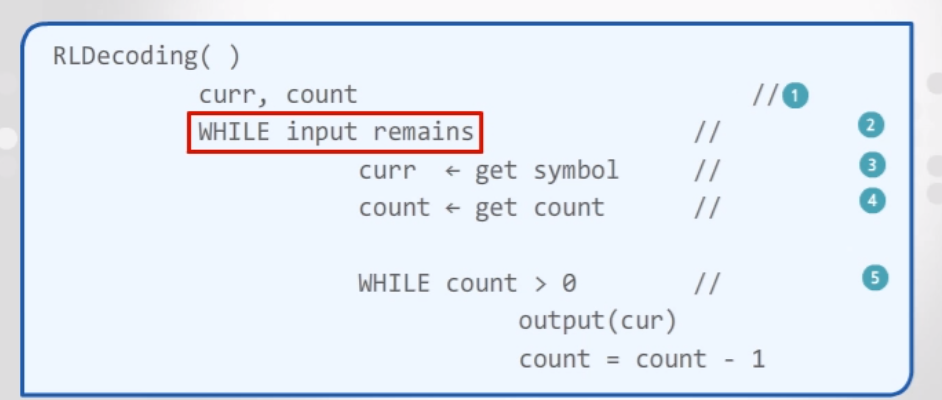 RLDecoding( )
curr, count //1
WHILE input remains // 2
curr ← get symbol // 3
count ← get count // 4
WHILE count > 0 // 5
output(cur)
count = count - 1